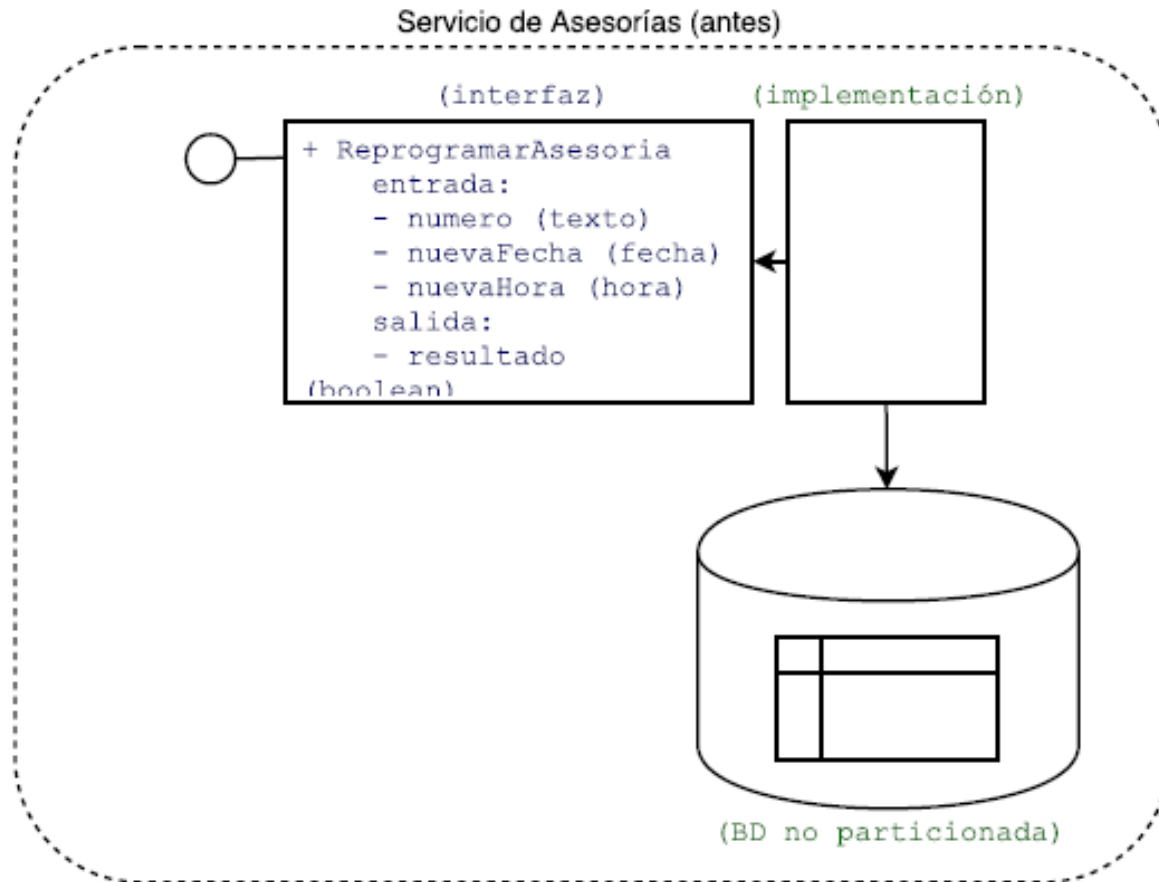 Servicio de Asesorías (antes)
(interfaz)
(implementación)
+ ReprogramarAsesoria
entrada:
- numero (texto)
- nuevaFecha (fecha)
- nuevaHora (hora)
salida:
- resultado
(boolean)
(BD no particionada)